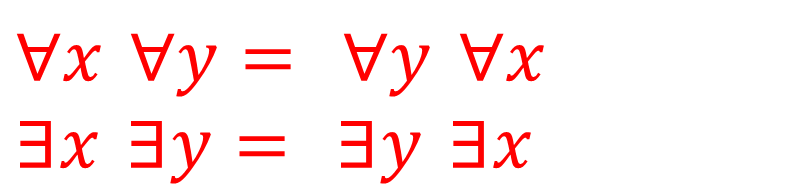 ∀𝑥 ∀𝑦 = ∀𝑦 ∀𝑥
∃𝑥 ∃𝑦 = ∃𝑦 ∃𝑥